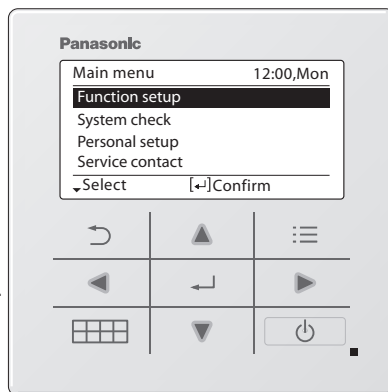 Panasonic
Main menu 12:00,Mon
Function setup
System check
Personal setup
Service contact
Select [↵]Confirm